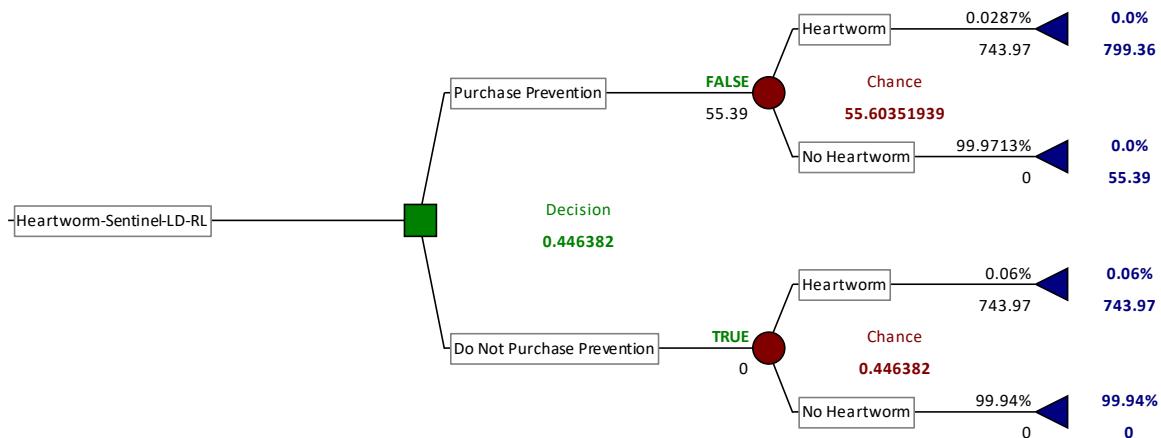 Heartworm
0.0287%
743.97
0.0%
799.36
Purchase Prevention
FALSE
55.39
Chance
55.60351939
No Heartworm
99.9713%
0
0.0%
55.39
Heartworm-Sentinel-LD-RL
Decision
0.446382
Heartworm
0.06%
743.97
0.06%
743.97
Do Not Purchase Prevention
TRUE
0
Chance
0.446382
No Heartworm
99.94%
0
99.94%
0